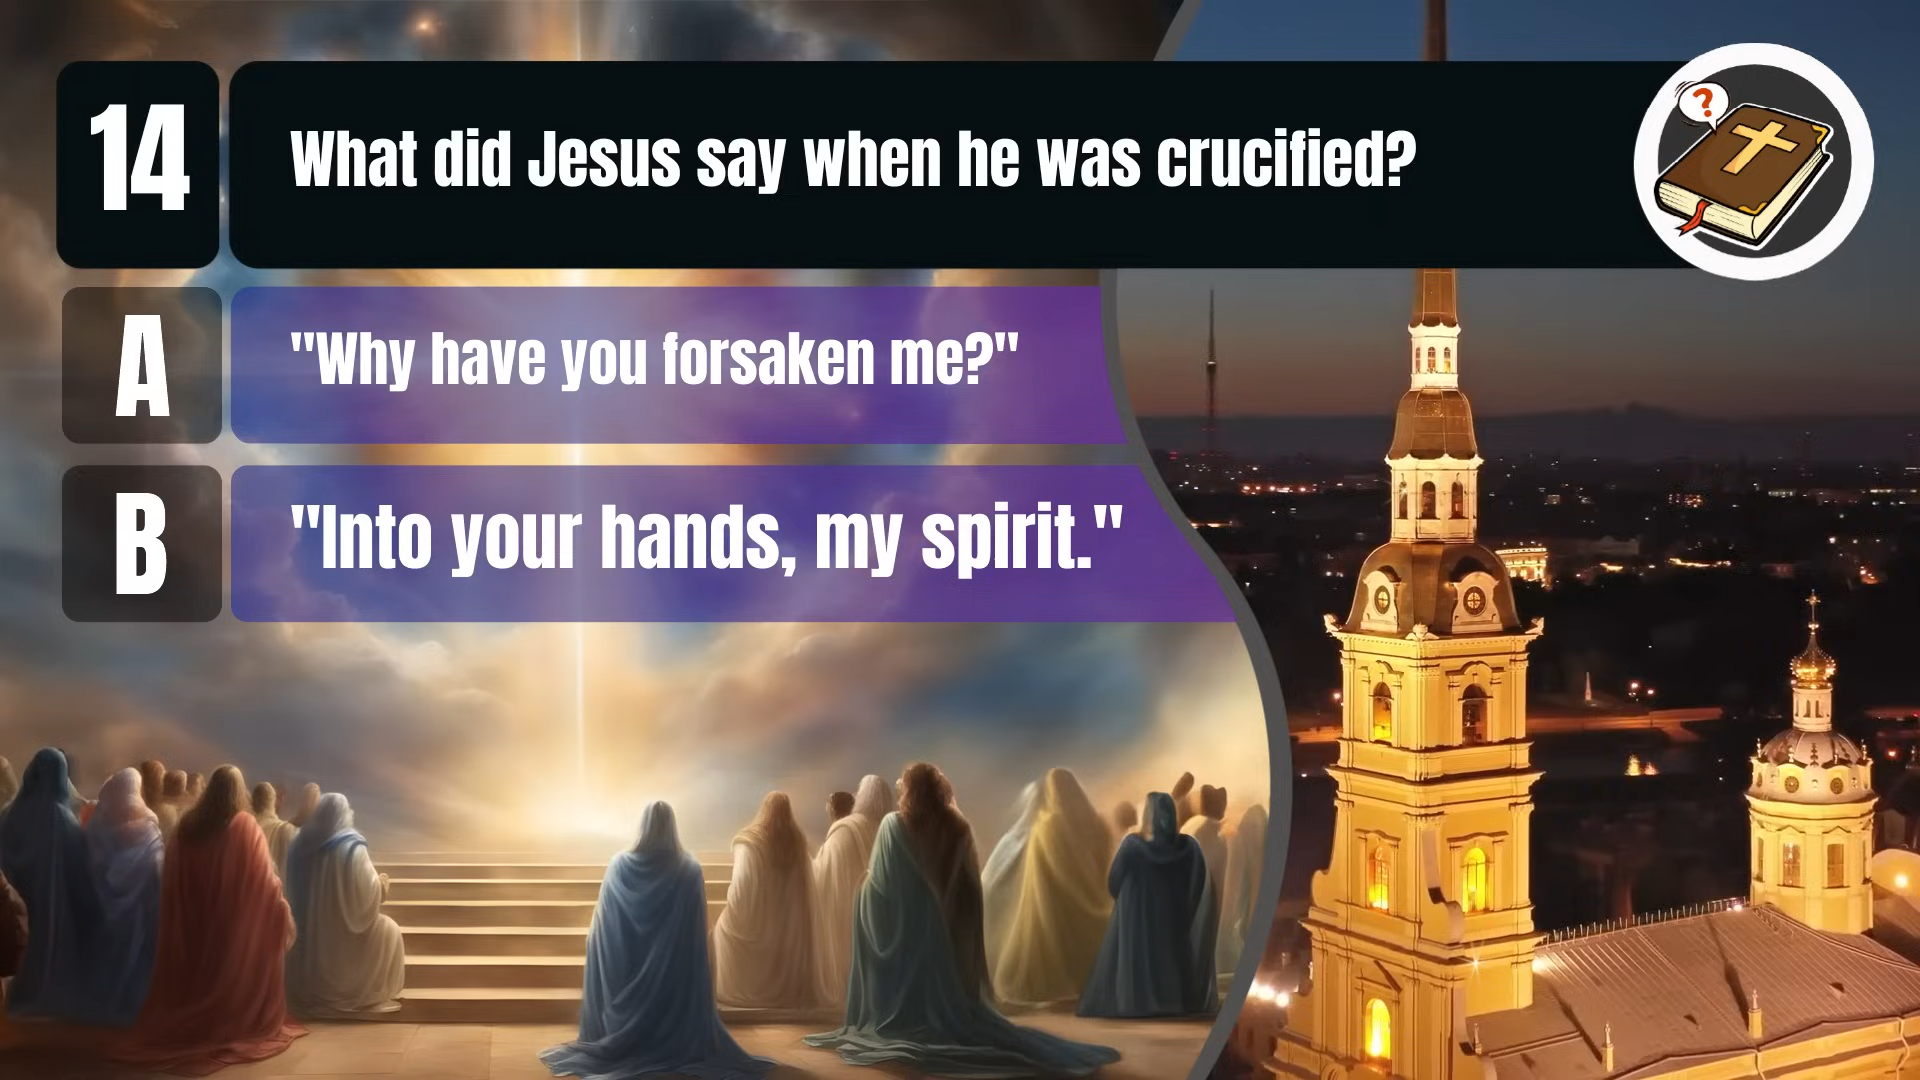 14
What did Jesus say when he was crucified?
?
A
"Why have you forsaken me?"
B
"Into your hands, my spirit."